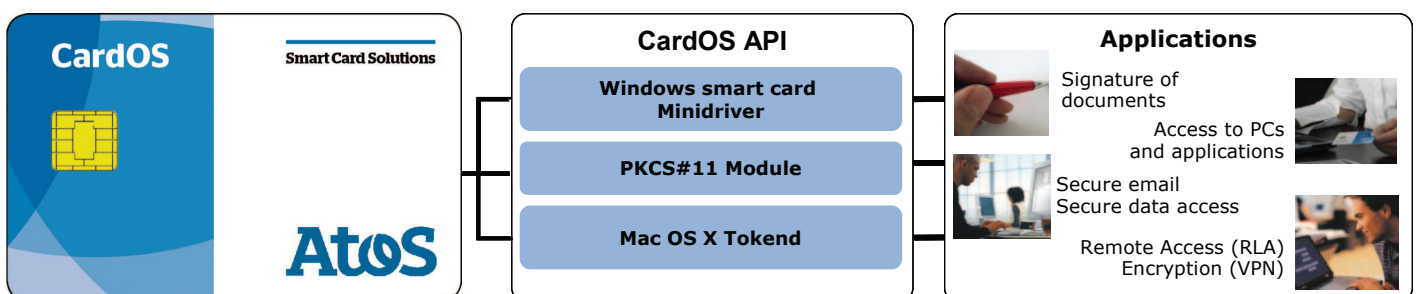 CardOS
Smart Card Solutions
Atos
CardOS API
Windows smart card
Minidriver
PKCS#11 Module
Mac OS X Tokend
Applications
Signature of
documents
Access to PCs
and applications
Secure email
Secure data access
Remote Access (RLA)
Encryption (VPN)